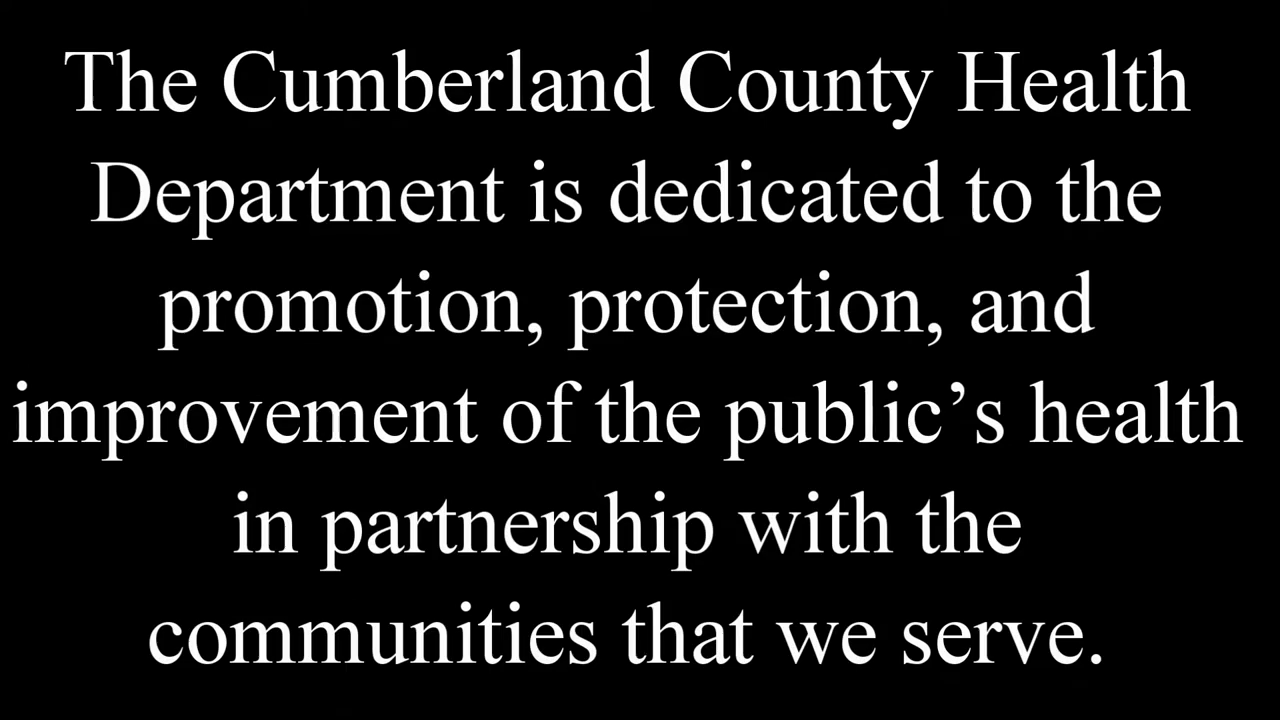 The Cumberland County Health
Department is dedicated to the
promotion, protection, and
improvement of the public’s health
in partnership with the
communities that we serve.